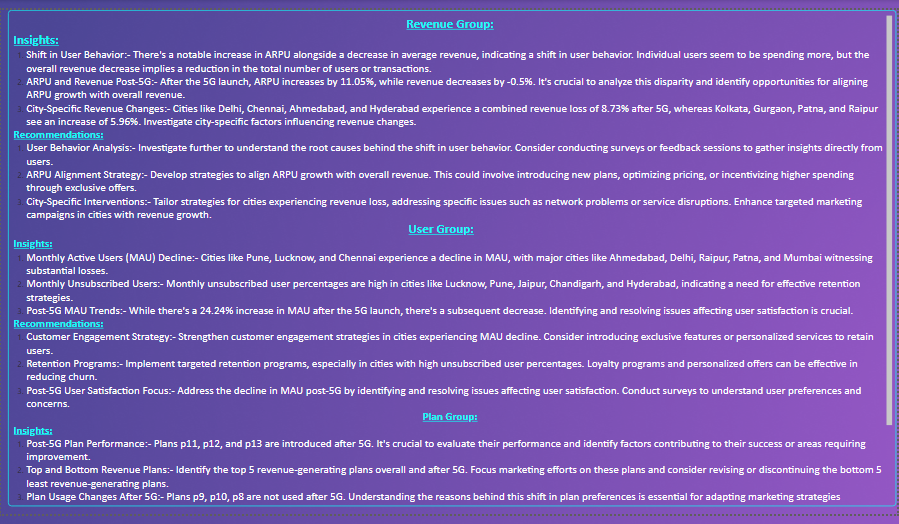 Revenue Group:
Insights:
1. Shift in User Behavior:- There's a notable increase in ARPU alongside a decrease in average revenue, indicating a shift in user behavior. Individual users seem to be spending more, but the
overall revenue decrease implies a reduction in the total number of users or transactions.
2. ARPU and Revenue Post-5G:- After the 5G launch, ARPU increases by 11.05%, while revenue decreases by -0.5%. It's crucial to analyze this disparity and identify opportunities for aligning
ARPU growth with overall revenue.
3. City-Specific Revenue Changes:- Cities like Delhi, Chennai, Ahmedabad, and Hyderabad experience a combined revenue loss of 8.73% after 5G, whereas Kolkata, Gurgaon, Patna, and Raipur
see an increase of 5.96%. Investigate city-specific factors influencing revenue changes.
Recommendations:
1. User Behavior Analysis:- Investigate further to understand the root causes behind the shift in user behavior. Consider conducting surveys or feedback sessions to gather insights directly from
users.
2. ARPU Alignment Strategy:- Develop strategies to align ARPU growth with overall revenue. This could involve introducing new plans, optimizing pricing, or incentivizing higher spending
through exclusive offers.
3. City-Specific Interventions:- Tailor strategies for cities experiencing revenue loss, addressing specific issues such as network problems or service disruptions. Enhance targeted marketing
campaigns in cities with revenue growth.
User Group:
Insights:
1. Monthly Active Users (MAU) Decline:- Cities like Pune, Lucknow, and Chennai experience a decline in MAU, with major cities like Ahmedabad, Delhi, Raipur, Patna, and Mumbai witnessing
substantial losses.
2. Monthly Unsubscribed Users:- Monthly unsubscribed user percentages are high in cities like Lucknow, Pune, Jaipur, Chandigarh, and Hyderabad, indicating a need for effective retention
strategies.
3. Post-5G MAU Trends:- While there's a 24.24% increase in MAU after the 5G launch, there's a subsequent decrease. Identifying and resolving issues affecting user satisfaction is crucial.
Recommendations:
1. Customer Engagement Strategy:- Strengthen customer engagement strategies in cities experiencing MAU decline. Consider introducing exclusive features or personalized services to retain
users.
2. Retention Programs:- Implement targeted retention programs, especially in cities with high unsubscribed user percentages. Loyalty programs and personalized offers can be effective in
reducing churn.
3. Post-5G User Satisfaction Focus:- Address the decline in MAU post-5G by identifying and resolving issues affecting user satisfaction. Conduct surveys to understand user preferences and
concerns.
Plan Group:
Insights:
1. Post-5G Plan Performance:- Plans p11, p12, and p13 are introduced after 5G. It's crucial to evaluate their performance and identify factors contributing to their success or areas requiring
improvement.
2. Top and Bottom Revenue Plans:- Identify the top 5 revenue-generating plans overall and after 5G. Focus marketing efforts on these plans and consider revising or discontinuing the bottom 5
least revenue-generating plans.
3. Plan Usage Changes After 5G:- Plans p9, p10, p8 are not used after 5G. Understanding the reasons behind this shift in plan preferences is essential for adapting marketing strategies